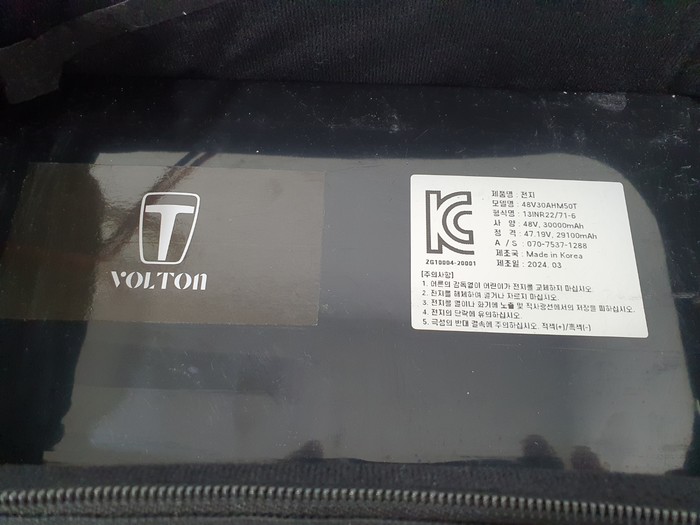 T
VOLTON
KC
ZG10004-20001
제품명 : 전지
모델명 : 48V30AHM50T
형식명 : 13INR22/71-6
사 양 : 48V, 30000mAh
정 격 : 47.19V, 29100mAh
A / S : 070-7537-1288
제조국 : Made in Korea
제조일 : 2024. 03
[주의사항]
1. 어른의 감독없이 어린이가 전지를 교체하지 마십시오.
2. 전지를 해체하여 열거나 자르지 마십시오.
3. 전지를 열이나 화기에 노출 및 직사광선에서의 저장을 피하십시오.
4. 전지의 단락에 유의하십시오.
5. 극성의 반대 결속에 주의하십시오. 적색(+)/흑색(-)